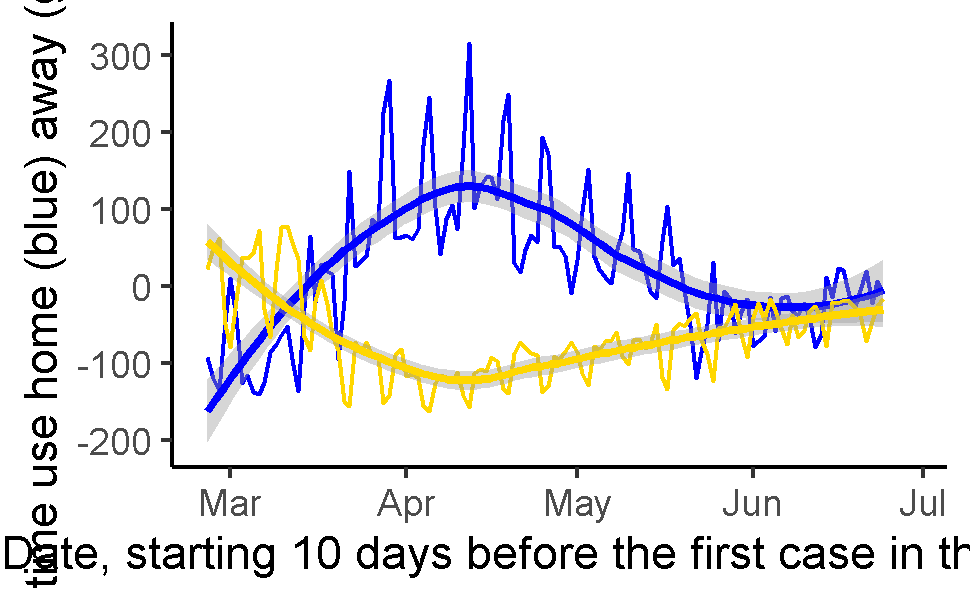 time use home (blue) away (
300
200
100
0
-100
-200
Mar
Apr
May
Jun
Jul
Date, starting 10 days before the first case in th